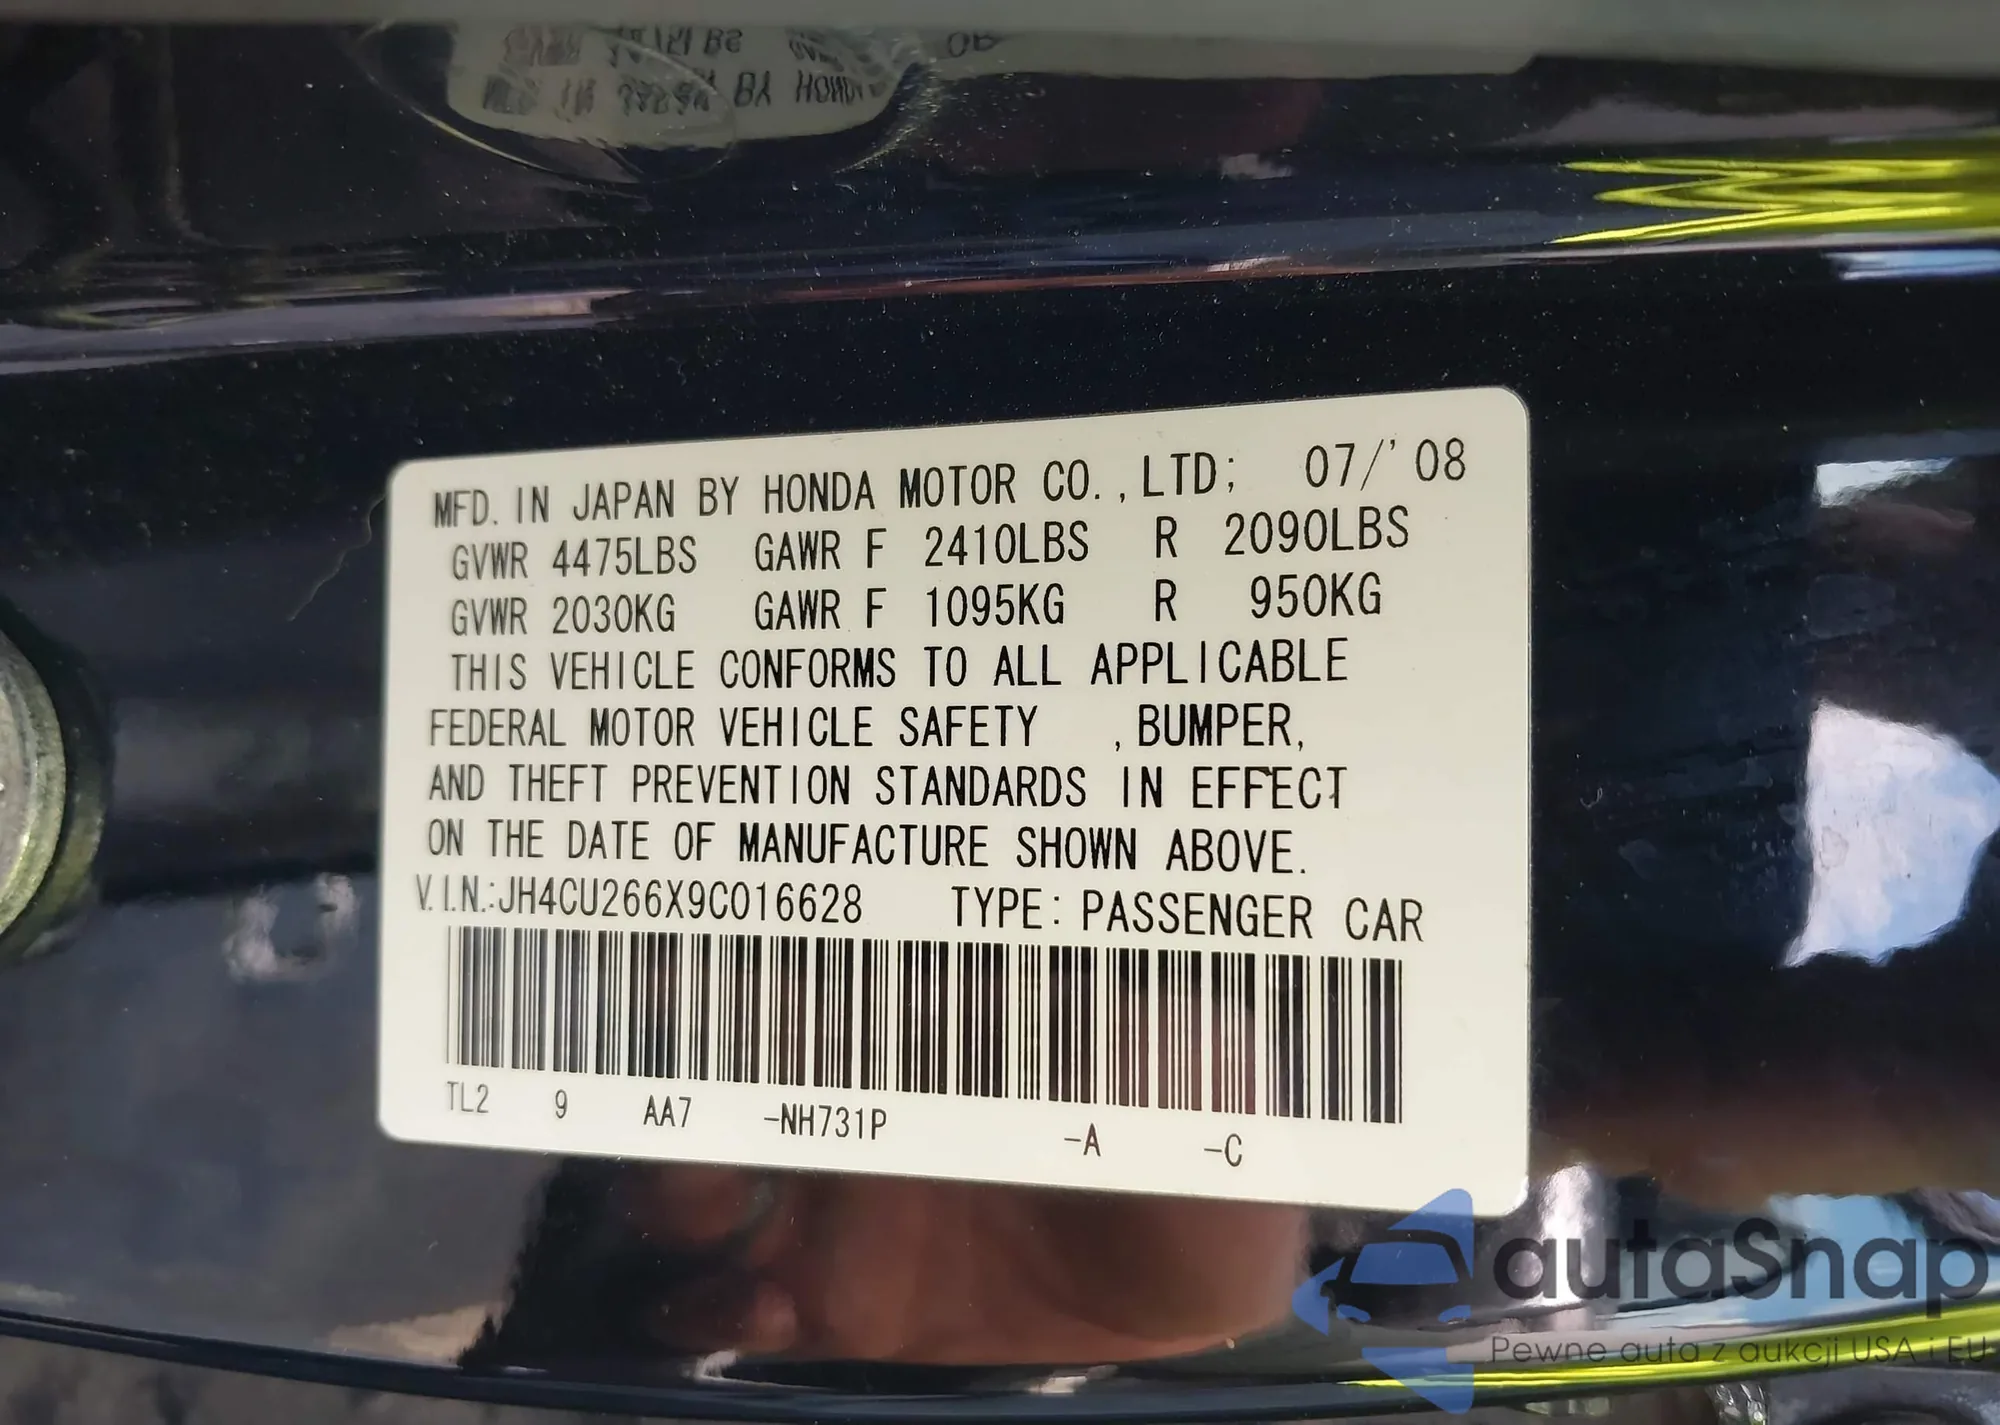 MFD. IN JAPAN BY HONDA MOTOR CO., LTD; 07/'08
GVWR 4475LBS GAWR F 2410LBS R 2090LBS
GVWR 2030KG GAWR F 1095KG R 950KG
THIS VEHICLE CONFORMS TO ALL APPLICABLE
FEDERAL MOTOR VEHICLE SAFETY , BUMPER,
AND THEFT PREVENTION STANDARDS IN EFFECT
ON THE DATE OF MANUFACTURE SHOWN ABOVE.
V.I.N.:JH4CU266X9C016628 TYPE: PASSENGER CAR
TL2 9 AA7 -NH731P -A -C
autaSnap
Pewne auta z aukcji USA i EU